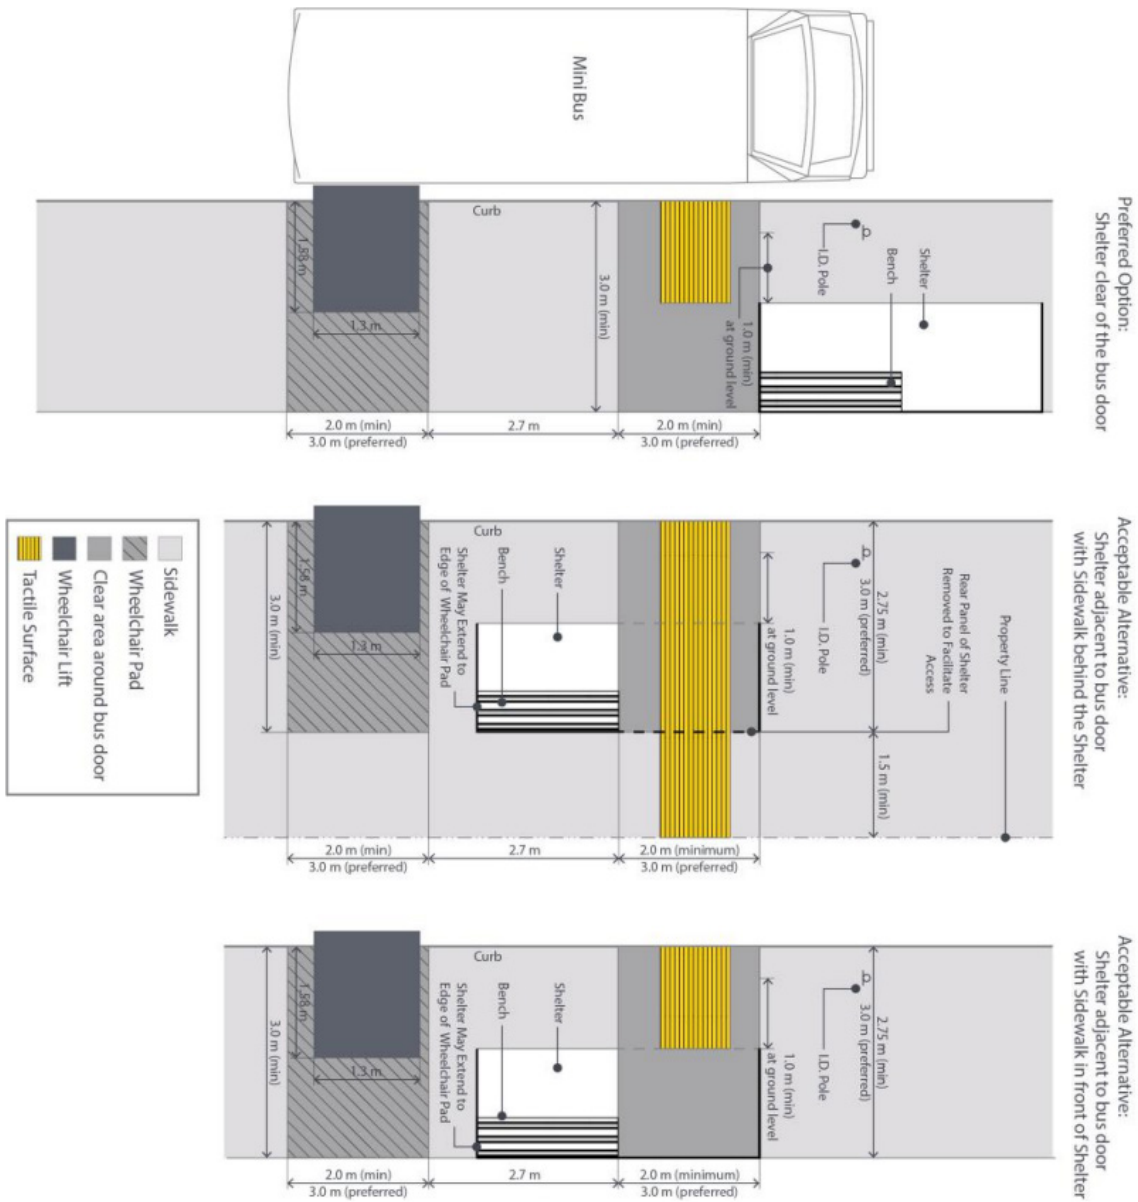 Mini Bus
Preferred Option:
Shelter clear of the bus door
Curb
I.D. Pole
Bench
Shelter
1.58 m
1.3 m
3.0 m (min)
1.0 m (min)
at ground level
2.0 m (min)
3.0 m (preferred)
2.7 m
2.0 m (min)
3.0 m (preferred)
Acceptable Alternative:
Shelter adjacent to bus door
with Sidewalk behind the Shelter
Curb
Shelter May Extend to
Edge of Wheelchair Pad
Bench
Shelter
1.0 m (min)
at ground level
I.D. Pole
2.75 m (min)
3.0 m (preferred)
Rear Panel of Shelter
Removed to Facilitate
Access
Property Line
1.58 m
1.3 m
3.0 m (min)
1.5 m (min)
2.0 m (min)
3.0 m (preferred)
2.7 m
2.0 m (minimum)
3.0 m (preferred)
Acceptable Alternative:
Shelter adjacent to bus door
with Sidewalk in front of Shelter
Curb
Shelter May Extend to
Edge of Wheelchair Pad
Bench
Shelter
1.0 m (min)
at ground level
I.D. Pole
2.75 m (min)
3.0 m (preferred)
1.58 m
1.3 m
3.0 m (min)
2.0 m (min)
3.0 m (preferred)
2.7 m
2.0 m (minimum)
3.0 m (preferred)
Sidewalk
Wheelchair Pad
Clear area around bus door
Wheelchair Lift
Tactile Surface